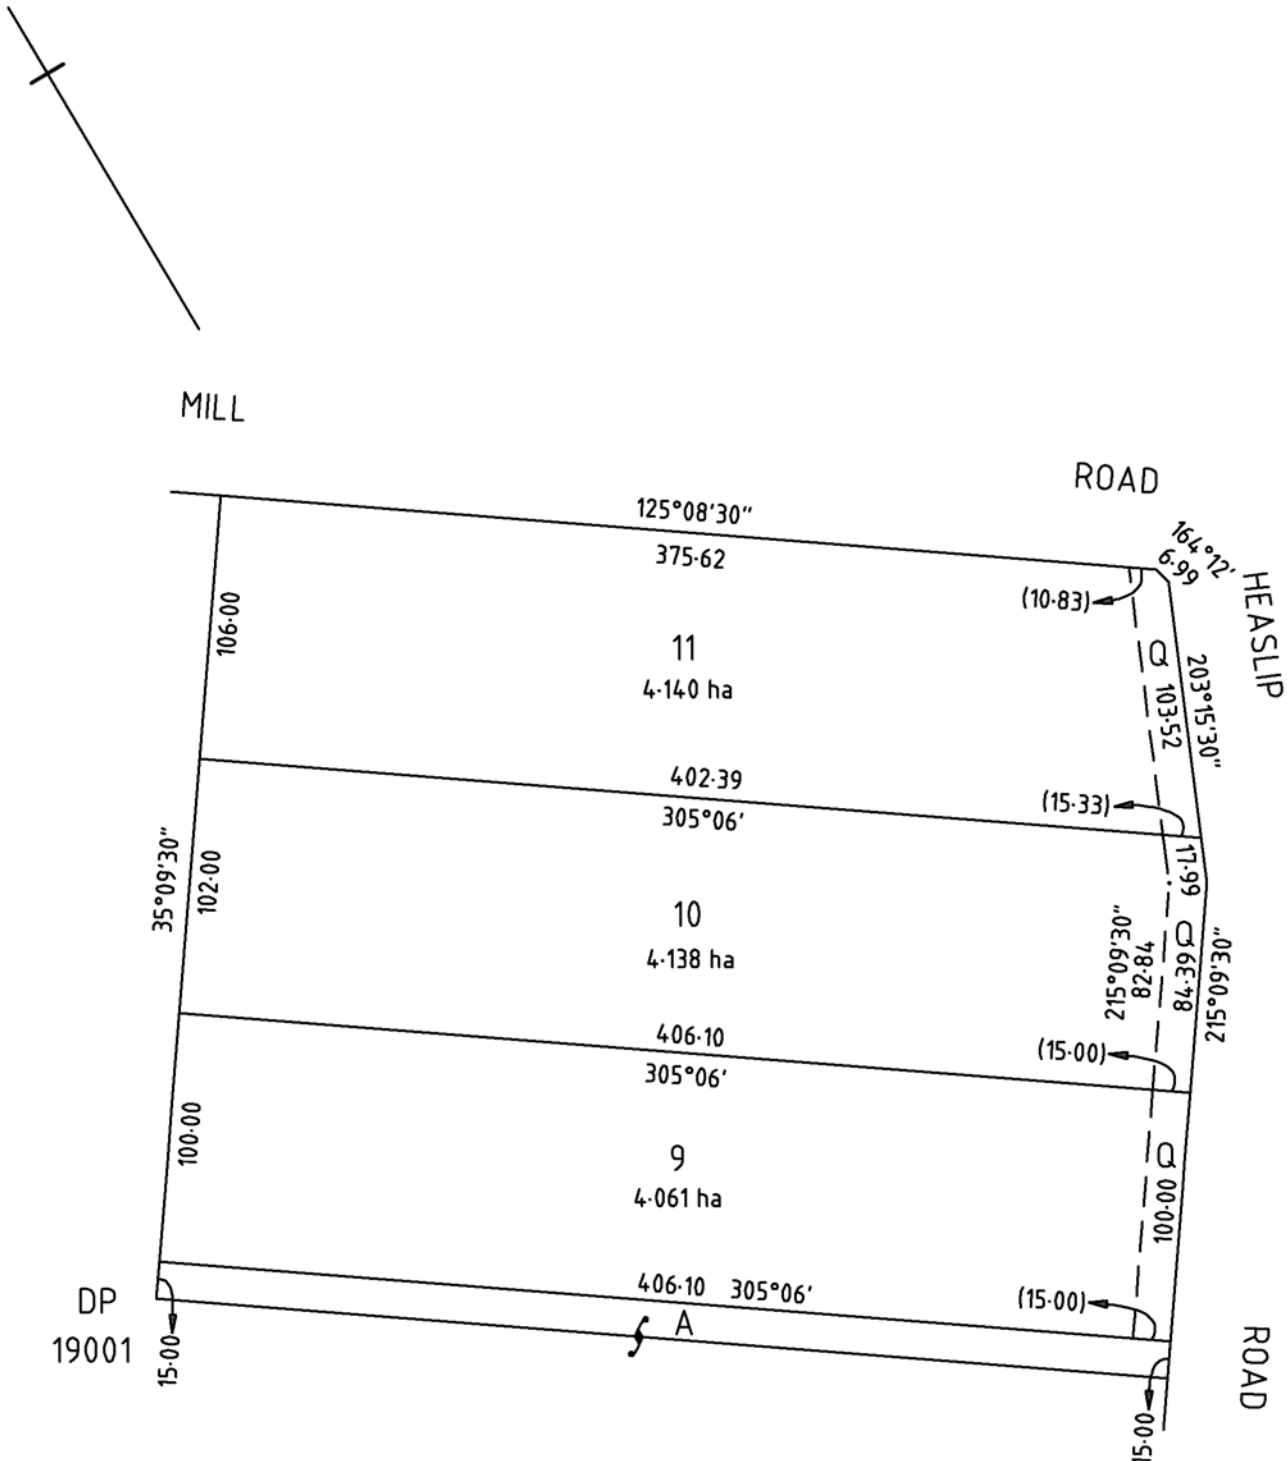 MILL
ROAD
125°08'30"
375·62
164°12'
6·99
HEASLIP
(10·83)
106·00
11
4·140 ha
Q
103·52
203°15'30"
402·39
305°06'
(15·33)
17·99
35°09'30"
102·00
10
4·138 ha
215°09'30"
82·84
Q
84·39
215°09'30"
406·10
305°06'
(15·00)
100·00
9
4·061 ha
Q
100·00
406·10 305°06'
(15·00)
DP
19001
15·00
A
15·00
ROAD